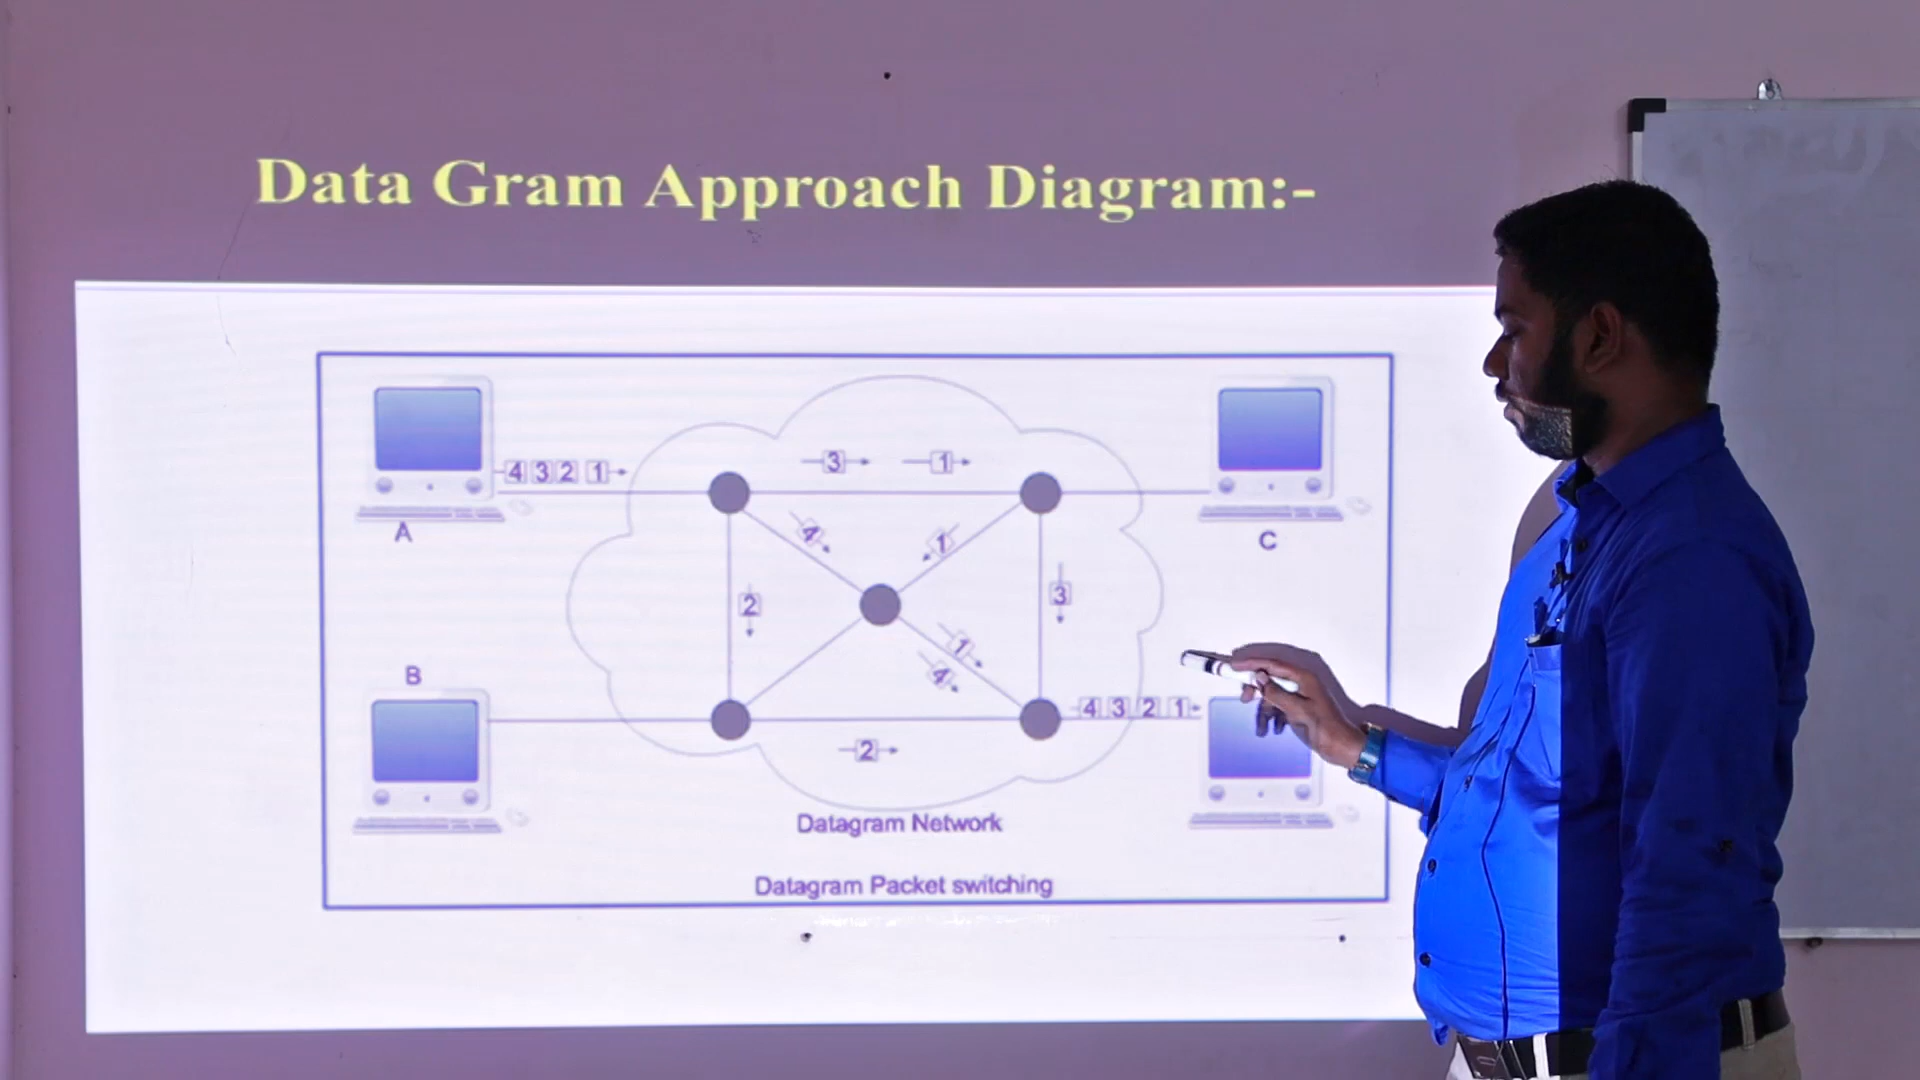 Data Gram Approach Diagram:-
4 3 2 1
3 1
A
C
4
1
2
3
1
4
B
4 3 2 1
2
Datagram Network
Datagram Packet switching